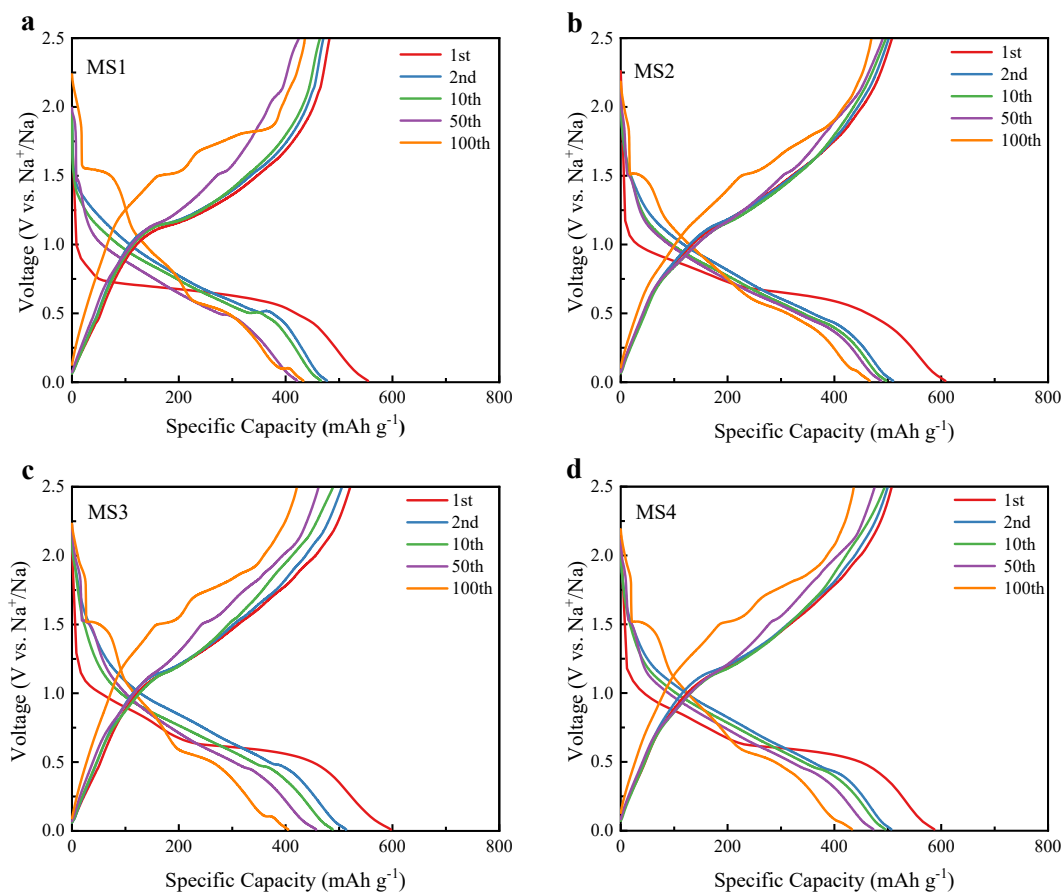 a
MS1
1st
2nd
10th
50th
100th
2.5
2.0
1.5
1.0
0.5
0.0
Voltage (V vs. Na⁺/Na)
0 200 400 600 800
Specific Capacity (mAh g⁻¹)
b
MS2
1st
2nd
10th
50th
100th
2.5
2.0
1.5
1.0
0.5
0.0
Voltage (V vs. Na⁺/Na)
0 200 400 600 800
Specific Capacity (mAh g⁻¹)
c
MS3
1st
2nd
10th
50th
100th
2.5
2.0
1.5
1.0
0.5
0.0
Voltage (V vs. Na⁺/Na)
0 200 400 600 800
Specific Capacity (mAh g⁻¹)
d
MS4
1st
2nd
10th
50th
100th
2.5
2.0
1.5
1.0
0.5
0.0
Voltage (V vs. Na⁺/Na)
0 200 400 600 800
Specific Capacity (mAh g⁻¹)